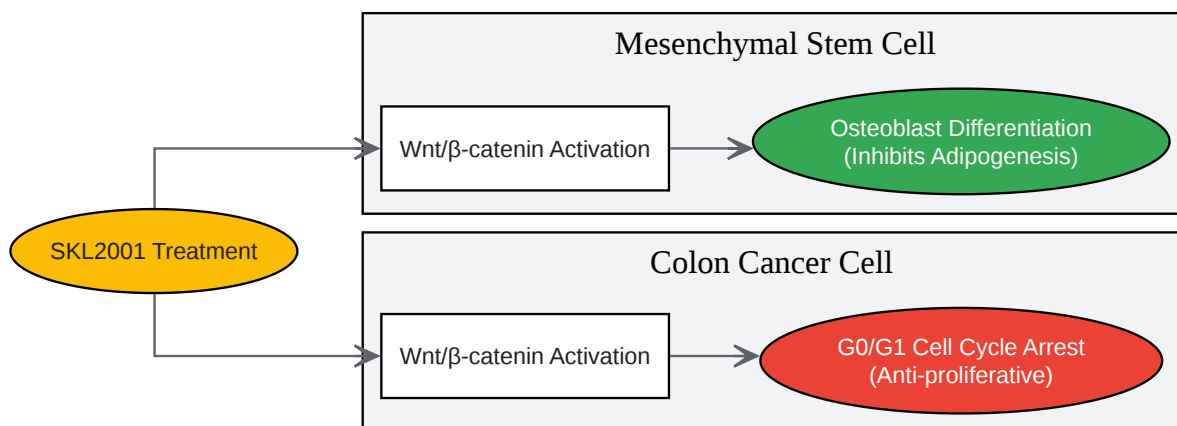 Mesenchymal Stem Cell
Wnt/β-catenin Activation
Osteoblast Differentiation
(Inhibits Adipogenesis)
SKL2001 Treatment
Colon Cancer Cell
Wnt/β-catenin Activation
G0/G1 Cell Cycle Arrest
(Anti-proliferative)